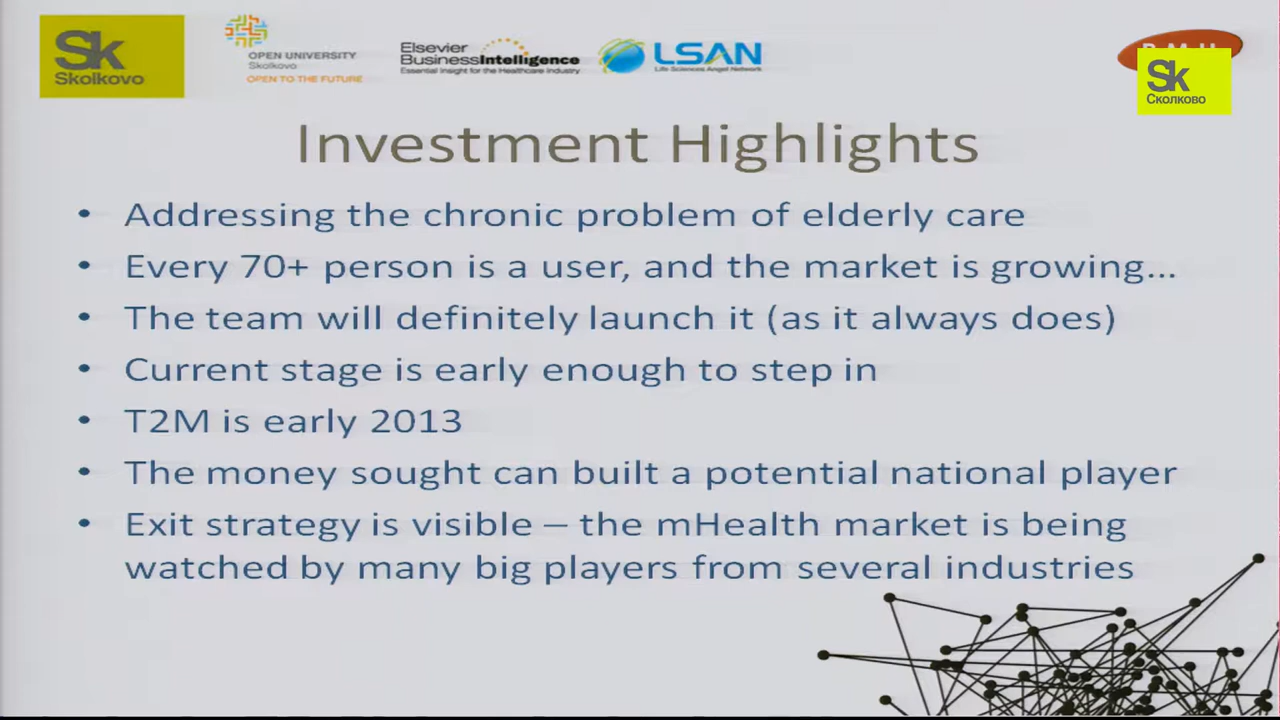 Sk
Skolkovo
OPEN UNIVERSITY
Skolkovo
OPEN TO THE FUTURE
Elsevier
BusinessIntelligence
Essential Insight for the Healthcare Industry
LSAN
Life Sciences Angel Network
Sk
Сколково
Investment Highlights
• Addressing the chronic problem of elderly care
• Every 70+ person is a user, and the market is growing...
• The team will definitely launch it (as it always does)
• Current stage is early enough to step in
• T2M is early 2013
• The money sought can built a potential national player
• Exit strategy is visible – the mHealth market is being
watched by many big players from several industries